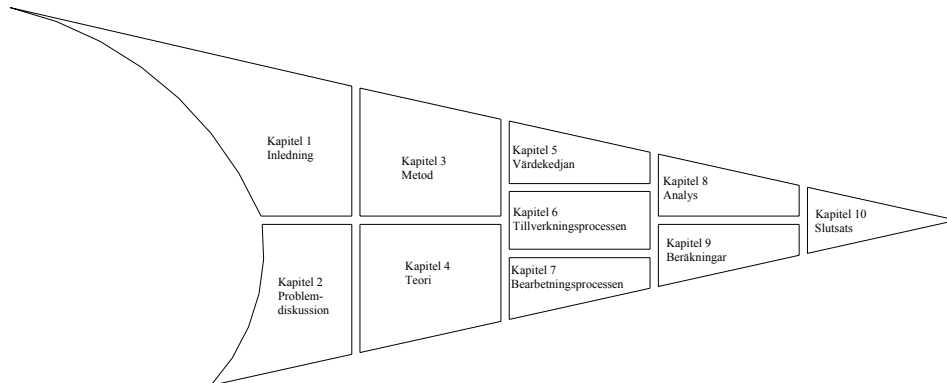 Kapitel 1
Inledning
Kapitel 2
Problem-
diskussion
Kapitel 3
Metod
Kapitel 4
Teori
Kapitel 5
Värdekedjan
Kapitel 6
Tillverkningsprocessen
Kapitel 7
Bearbetningsprocessen
Kapitel 8
Analys
Kapitel 9
Beräkningar
Kapitel 10
Slutsats